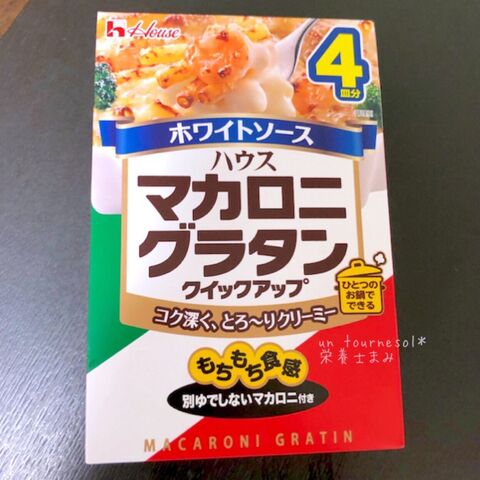 House
4
皿分
ホワイトソース
ハウス
マカロニ
グラタン
クイックアップ
ひとつの
お鍋で
できる
コク深く、とろ〜りクリーミー
un tournesol*
栄養士まみ
もちもち食感
別ゆでしないマカロニ付き
MACARONI GRATIN